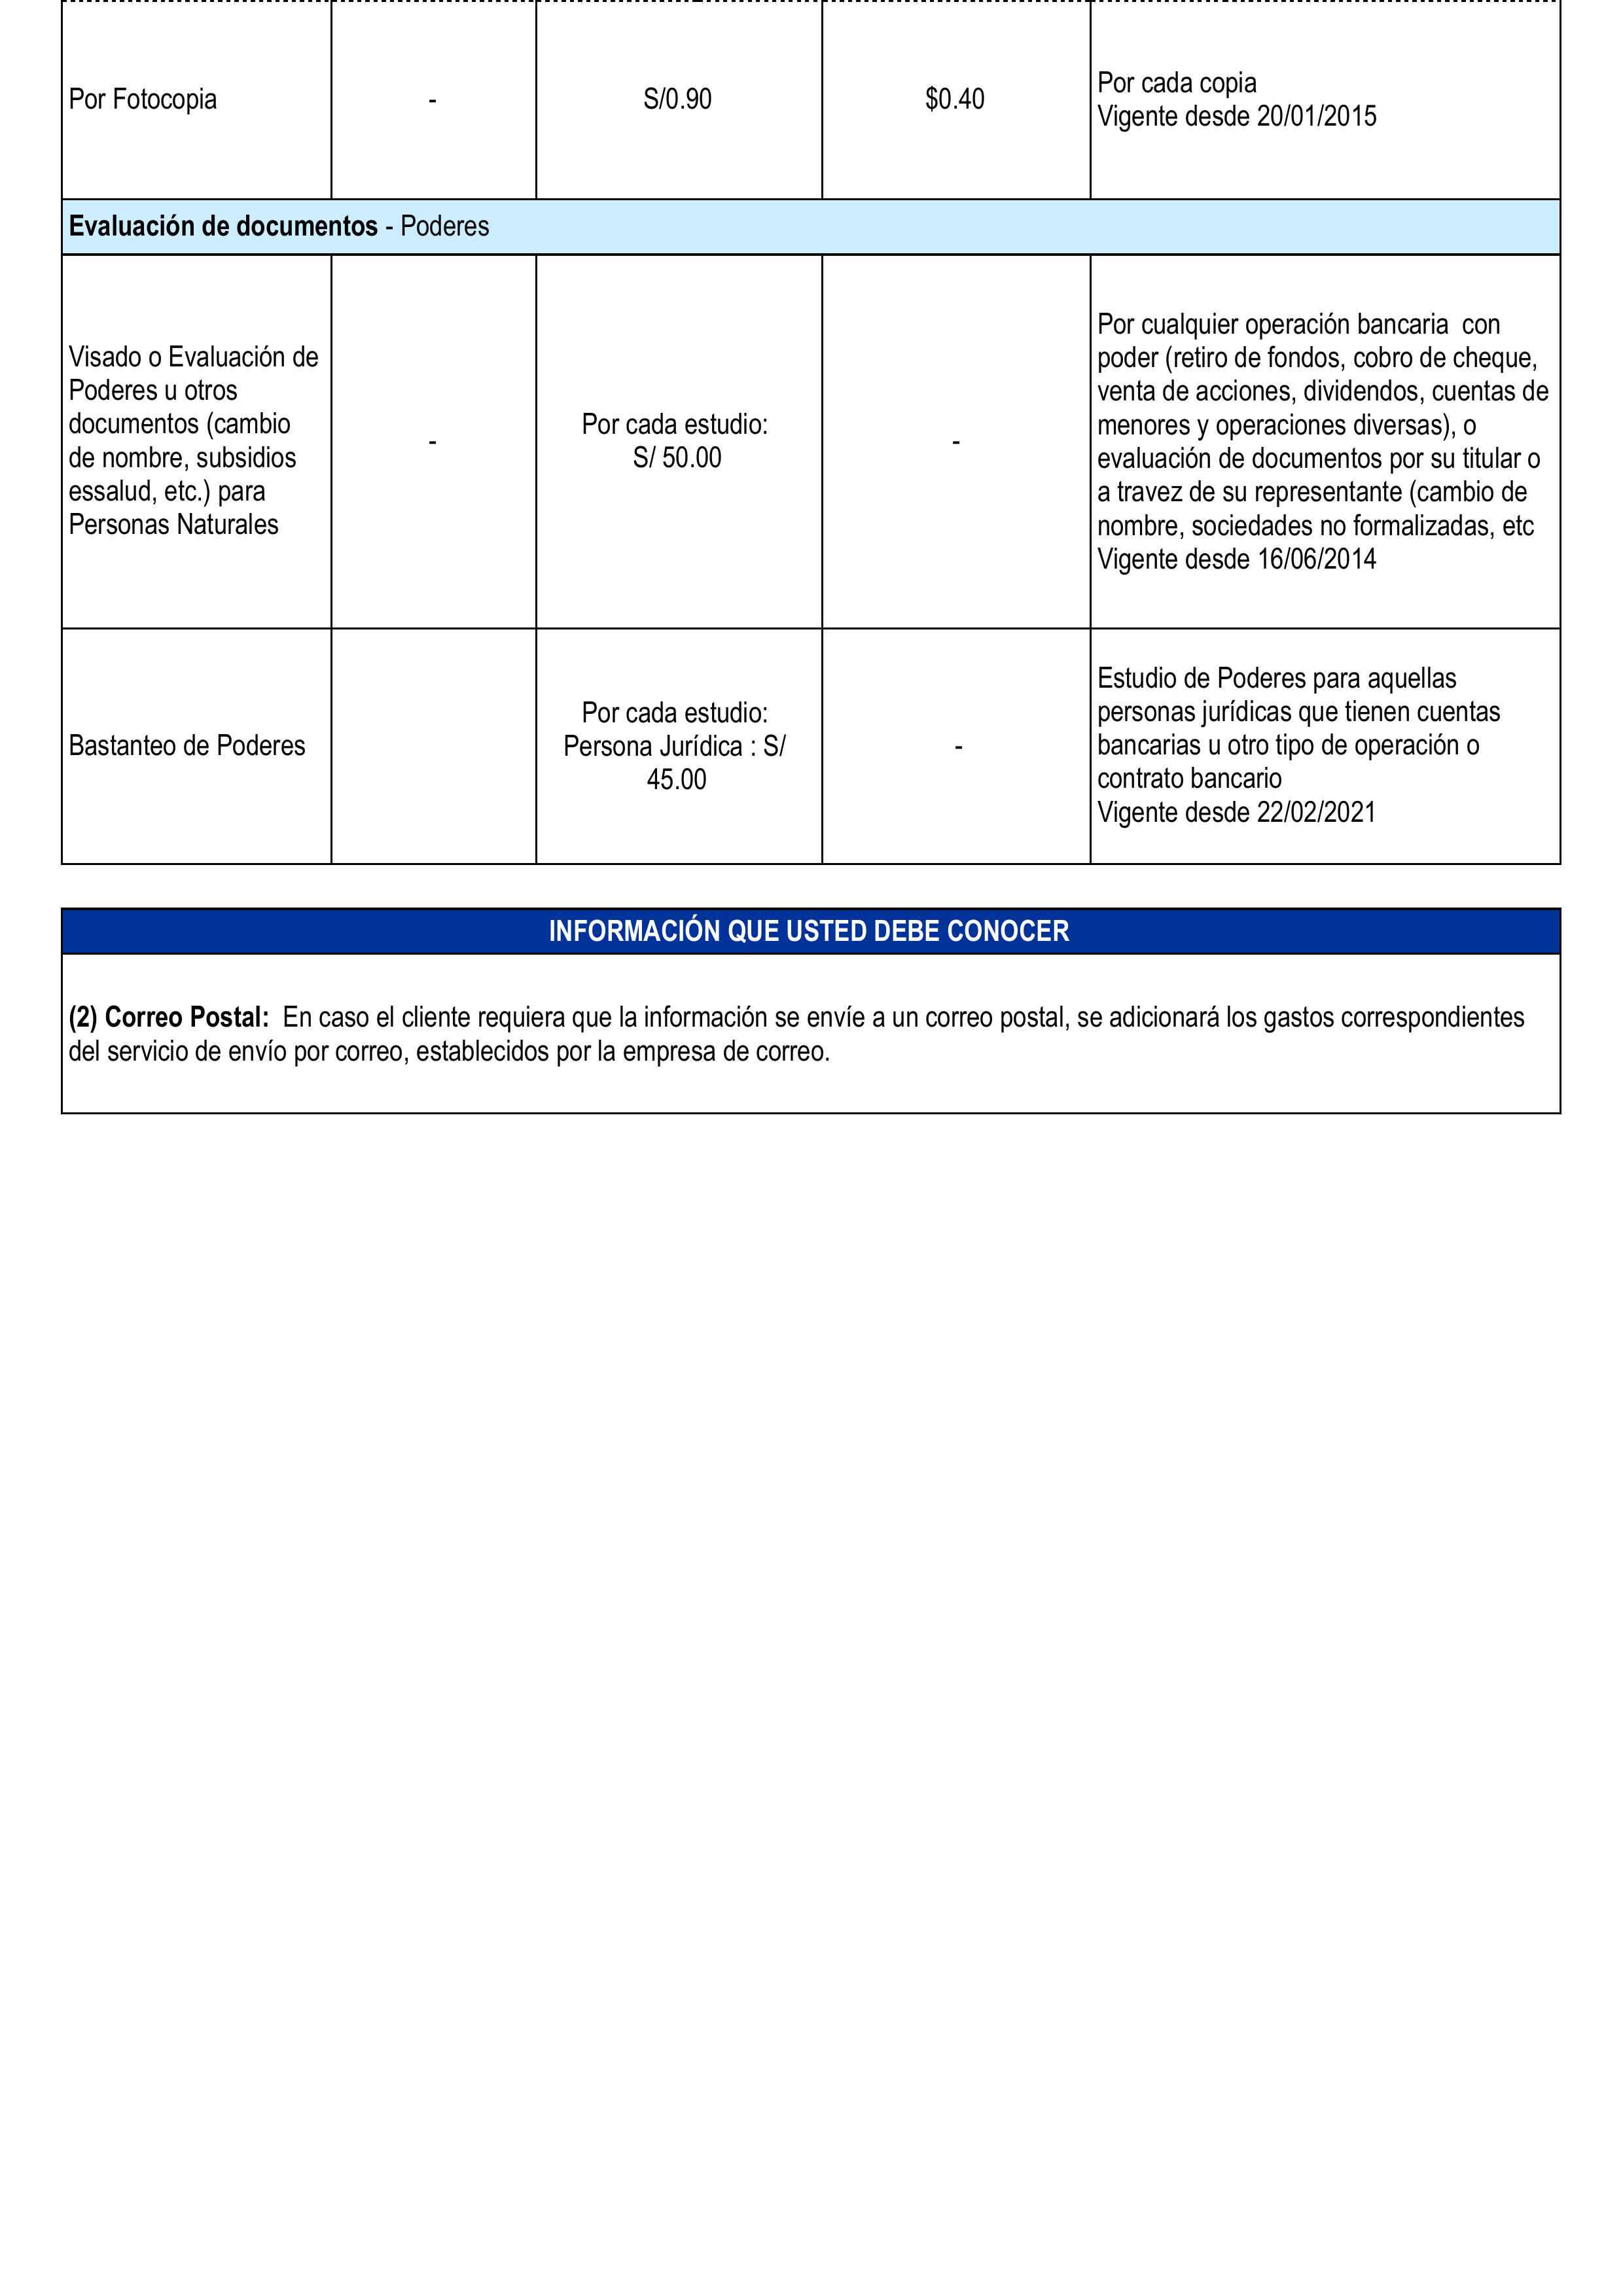 Por Fotocopia
-
S/0.90
$0.40
Por cada copia
Vigente desde 20/01/2015
Evaluación de documentos - Poderes
Visado o Evaluación de
Poderes u otros
documentos (cambio
de nombre, subsidios
essalud, etc.) para
Personas Naturales
-
Por cada estudio:
S/ 50.00
-
Por cualquier operación bancaria  con
poder (retiro de fondos, cobro de cheque,
venta de acciones, dividendos, cuentas de
menores y operaciones diversas), o
evaluación de documentos por su titular o
a travez de su representante (cambio de
nombre, sociedades no formalizadas, etc
Vigente desde 16/06/2014
Bastanteo de Poderes
Por cada estudio:
Persona Jurídica : S/
45.00
-
Estudio de Poderes para aquellas
personas jurídicas que tienen cuentas
bancarias u otro tipo de operación o
contrato bancario
Vigente desde 22/02/2021
INFORMACIÓN QUE USTED DEBE CONOCER
(2) Correo Postal:  En caso el cliente requiera que la información se envíe a un correo postal, se adicionará los gastos correspondientes
del servicio de envío por correo, establecidos por la empresa de correo.